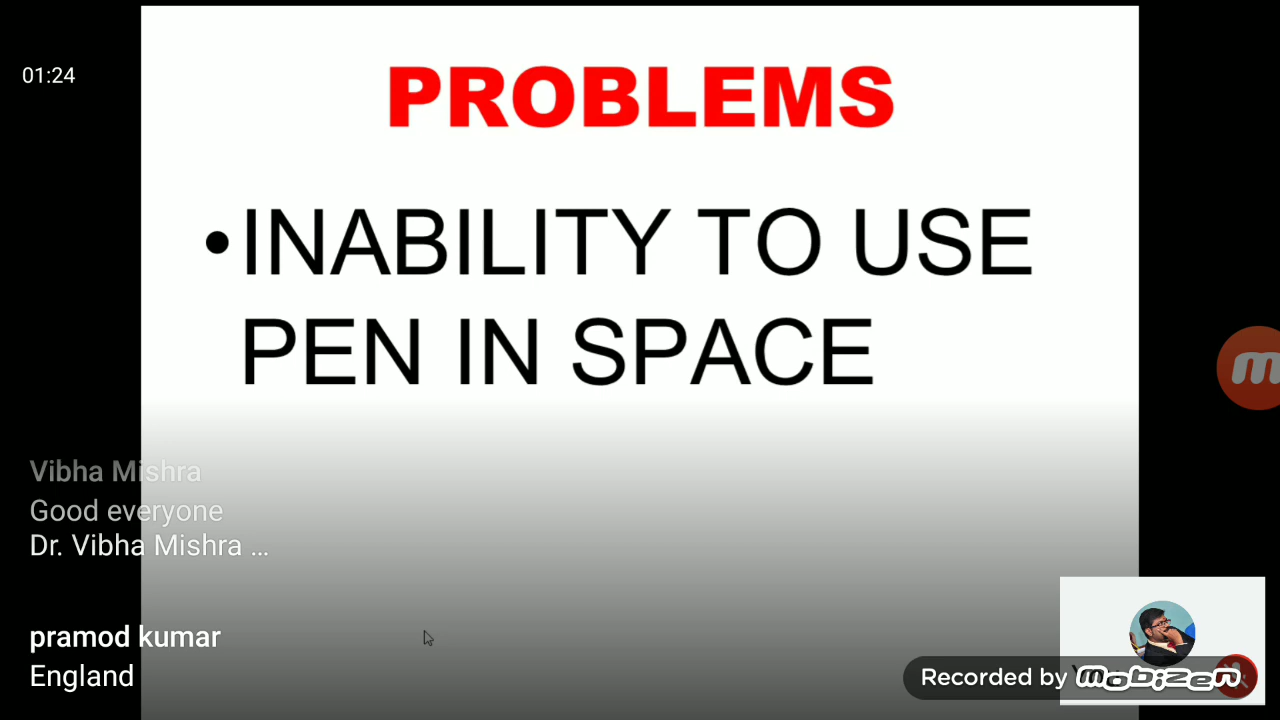 01:24
PROBLEMS
•INABILITY TO USE
PEN IN SPACE
Vibha Mishra
Good everyone
Dr. Vibha Mishra ...
pramod kumar
England
Recorded by mobizen